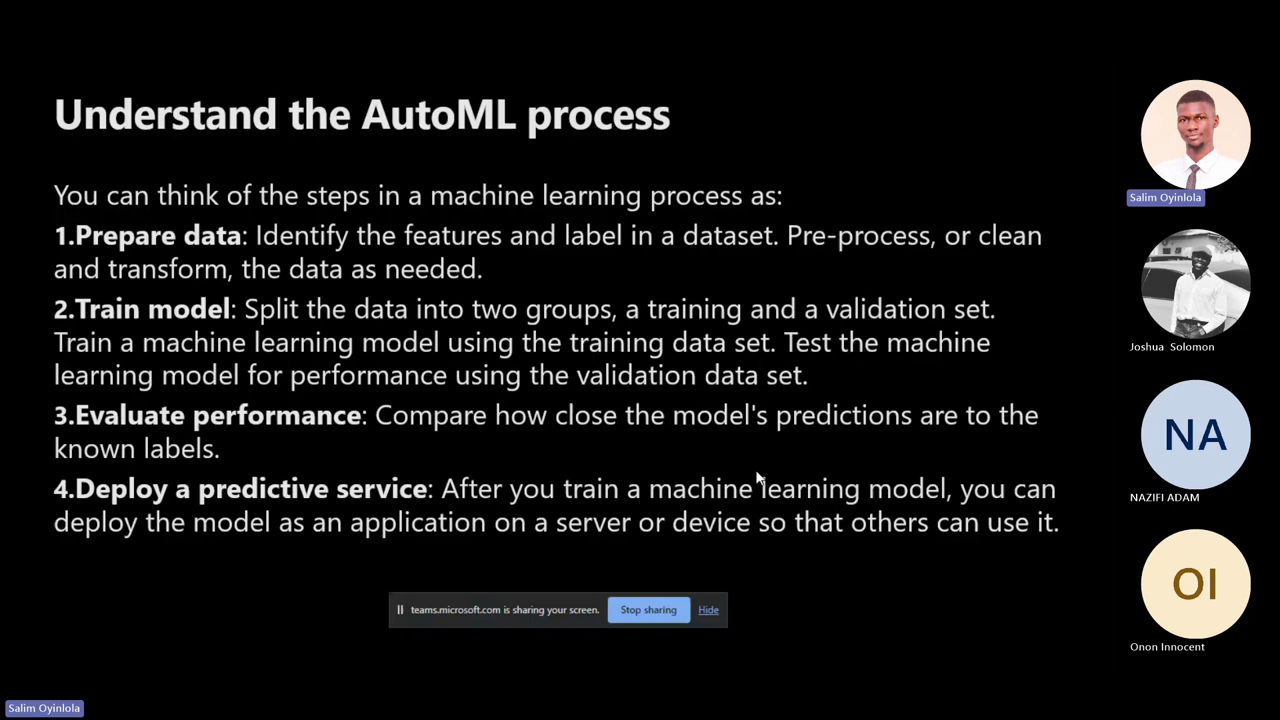 Understand the AutoML process
You can think of the steps in a machine learning process as:
1.Prepare data: Identify the features and label in a dataset. Pre-process, or clean
and transform, the data as needed.
2.Train model: Split the data into two groups, a training and a validation set.
Train a machine learning model using the training data set. Test the machine
learning model for performance using the validation data set.
3.Evaluate performance: Compare how close the model's predictions are to the
known labels.
4.Deploy a predictive service: After you train a machine learning model, you can
deploy the model as an application on a server or device so that others can use it.
teams.microsoft.com is sharing your screen. Stop sharing Hide
Salim Oyinlola
Joshua Solomon
NA
NAZIFI ADAM
OI
Onon Innocent
Salim Oyinlola